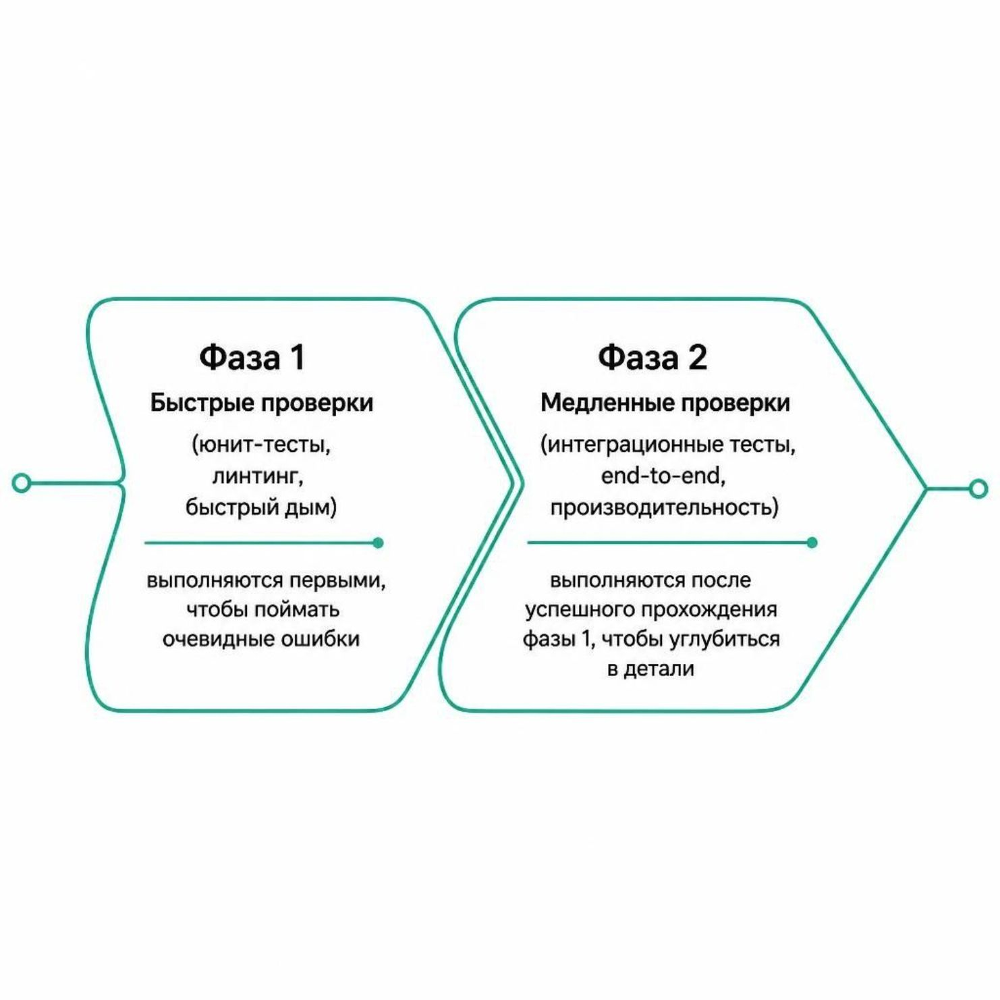 Фаза 1
Быстрые проверки
(юнит-тесты,
линтинг,
быстрый дым)
выполняются первыми,
чтобы поймать
очевидные ошибки
Фаза 2
Медленные проверки
(интеграционные тесты,
end-to-end,
производительность)
выполняются после
успешного прохождения
фазы 1, чтобы углубиться
в детали